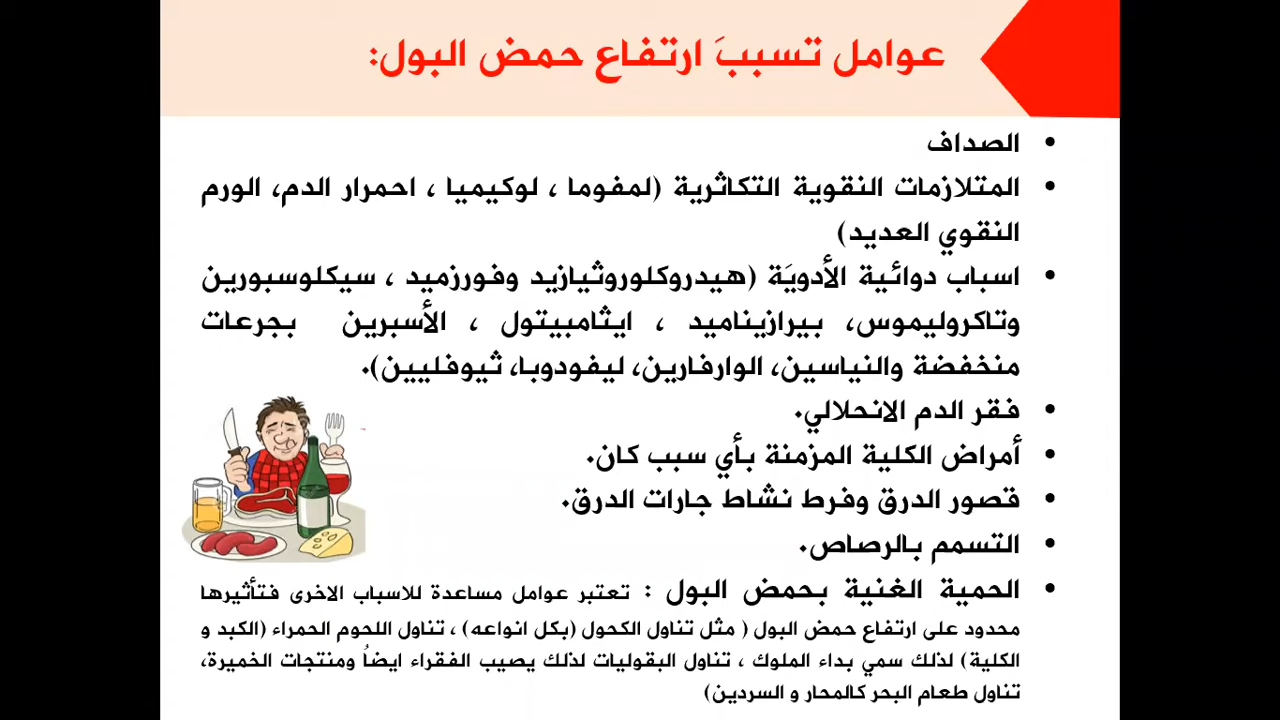 عوامل تسببَ ارتفاع حمض البول:
• الصداف
• المتلازمات النقوية التكاثرية (لمفوما ، لوكيميا ، احمرار الدم، الورم
النقوي العديد)
• اسباب دوائية الأدويَة (هيدروكلوروثيازيد وفورزميد ، سيكلوسبورين
وتاكروليموس، بيرازيناميد ، ايثامبيتول ، الأسبرين بجرعات
منخفضة والنياسين، الوارفارين، ليفودوبا، ثيوفليين).
• فقر الدم الانحلالي.
• أمراض الكلية المزمنة بأي سبب كان.
• قصور الدرق وفرط نشاط جارات الدرق.
• التسمم بالرصاص.
• الحمية الغنية بحمض البول : تعتبر عوامل مساعدة للاسباب الاخرى فتأثيرها
محدود على ارتفاع حمض البول ( مثل تناول الكحول (بكل انواعه) ، تناول اللحوم الحمراء (الكبد و
الكلية) لذلك سمي بداء الملوك ، تناول البقوليات لذلك يصيب الفقراء ايضاُ ومنتجات الخميرة،
تناول طعام البحر كالمحار و السردين)